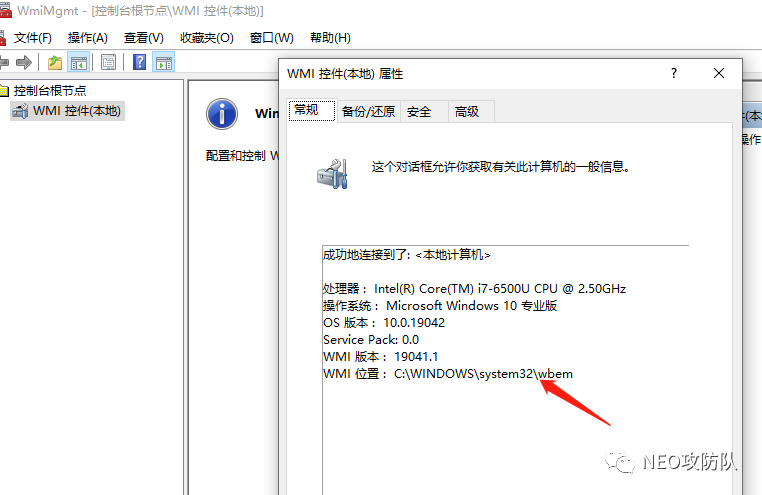 WmiMgmt - [控制台根节点\WMI 控件(本地)]
文件(F) 操作(A) 查看(V) 收藏夹(O) 窗口(W) 帮助(H)
控制台根节点
WMI 控件(本地)
配置和控制
WMI 控件(本地) 属性
常规 备份/还原 安全 高级
这个对话框允许你获取有关此计算机的一般信息。
成功地连接到了: <本地计算机>
处理器： Intel(R) Core(TM) i7-6500U CPU @ 2.50GHz
操作系统： Microsoft Windows 10 专业版
OS 版本： 10.0.19042
Service Pack: 0.0
WMI 版本： 19041.1
WMI 位置： C:\WINDOWS\system32\wbem
操作
NEO攻防队